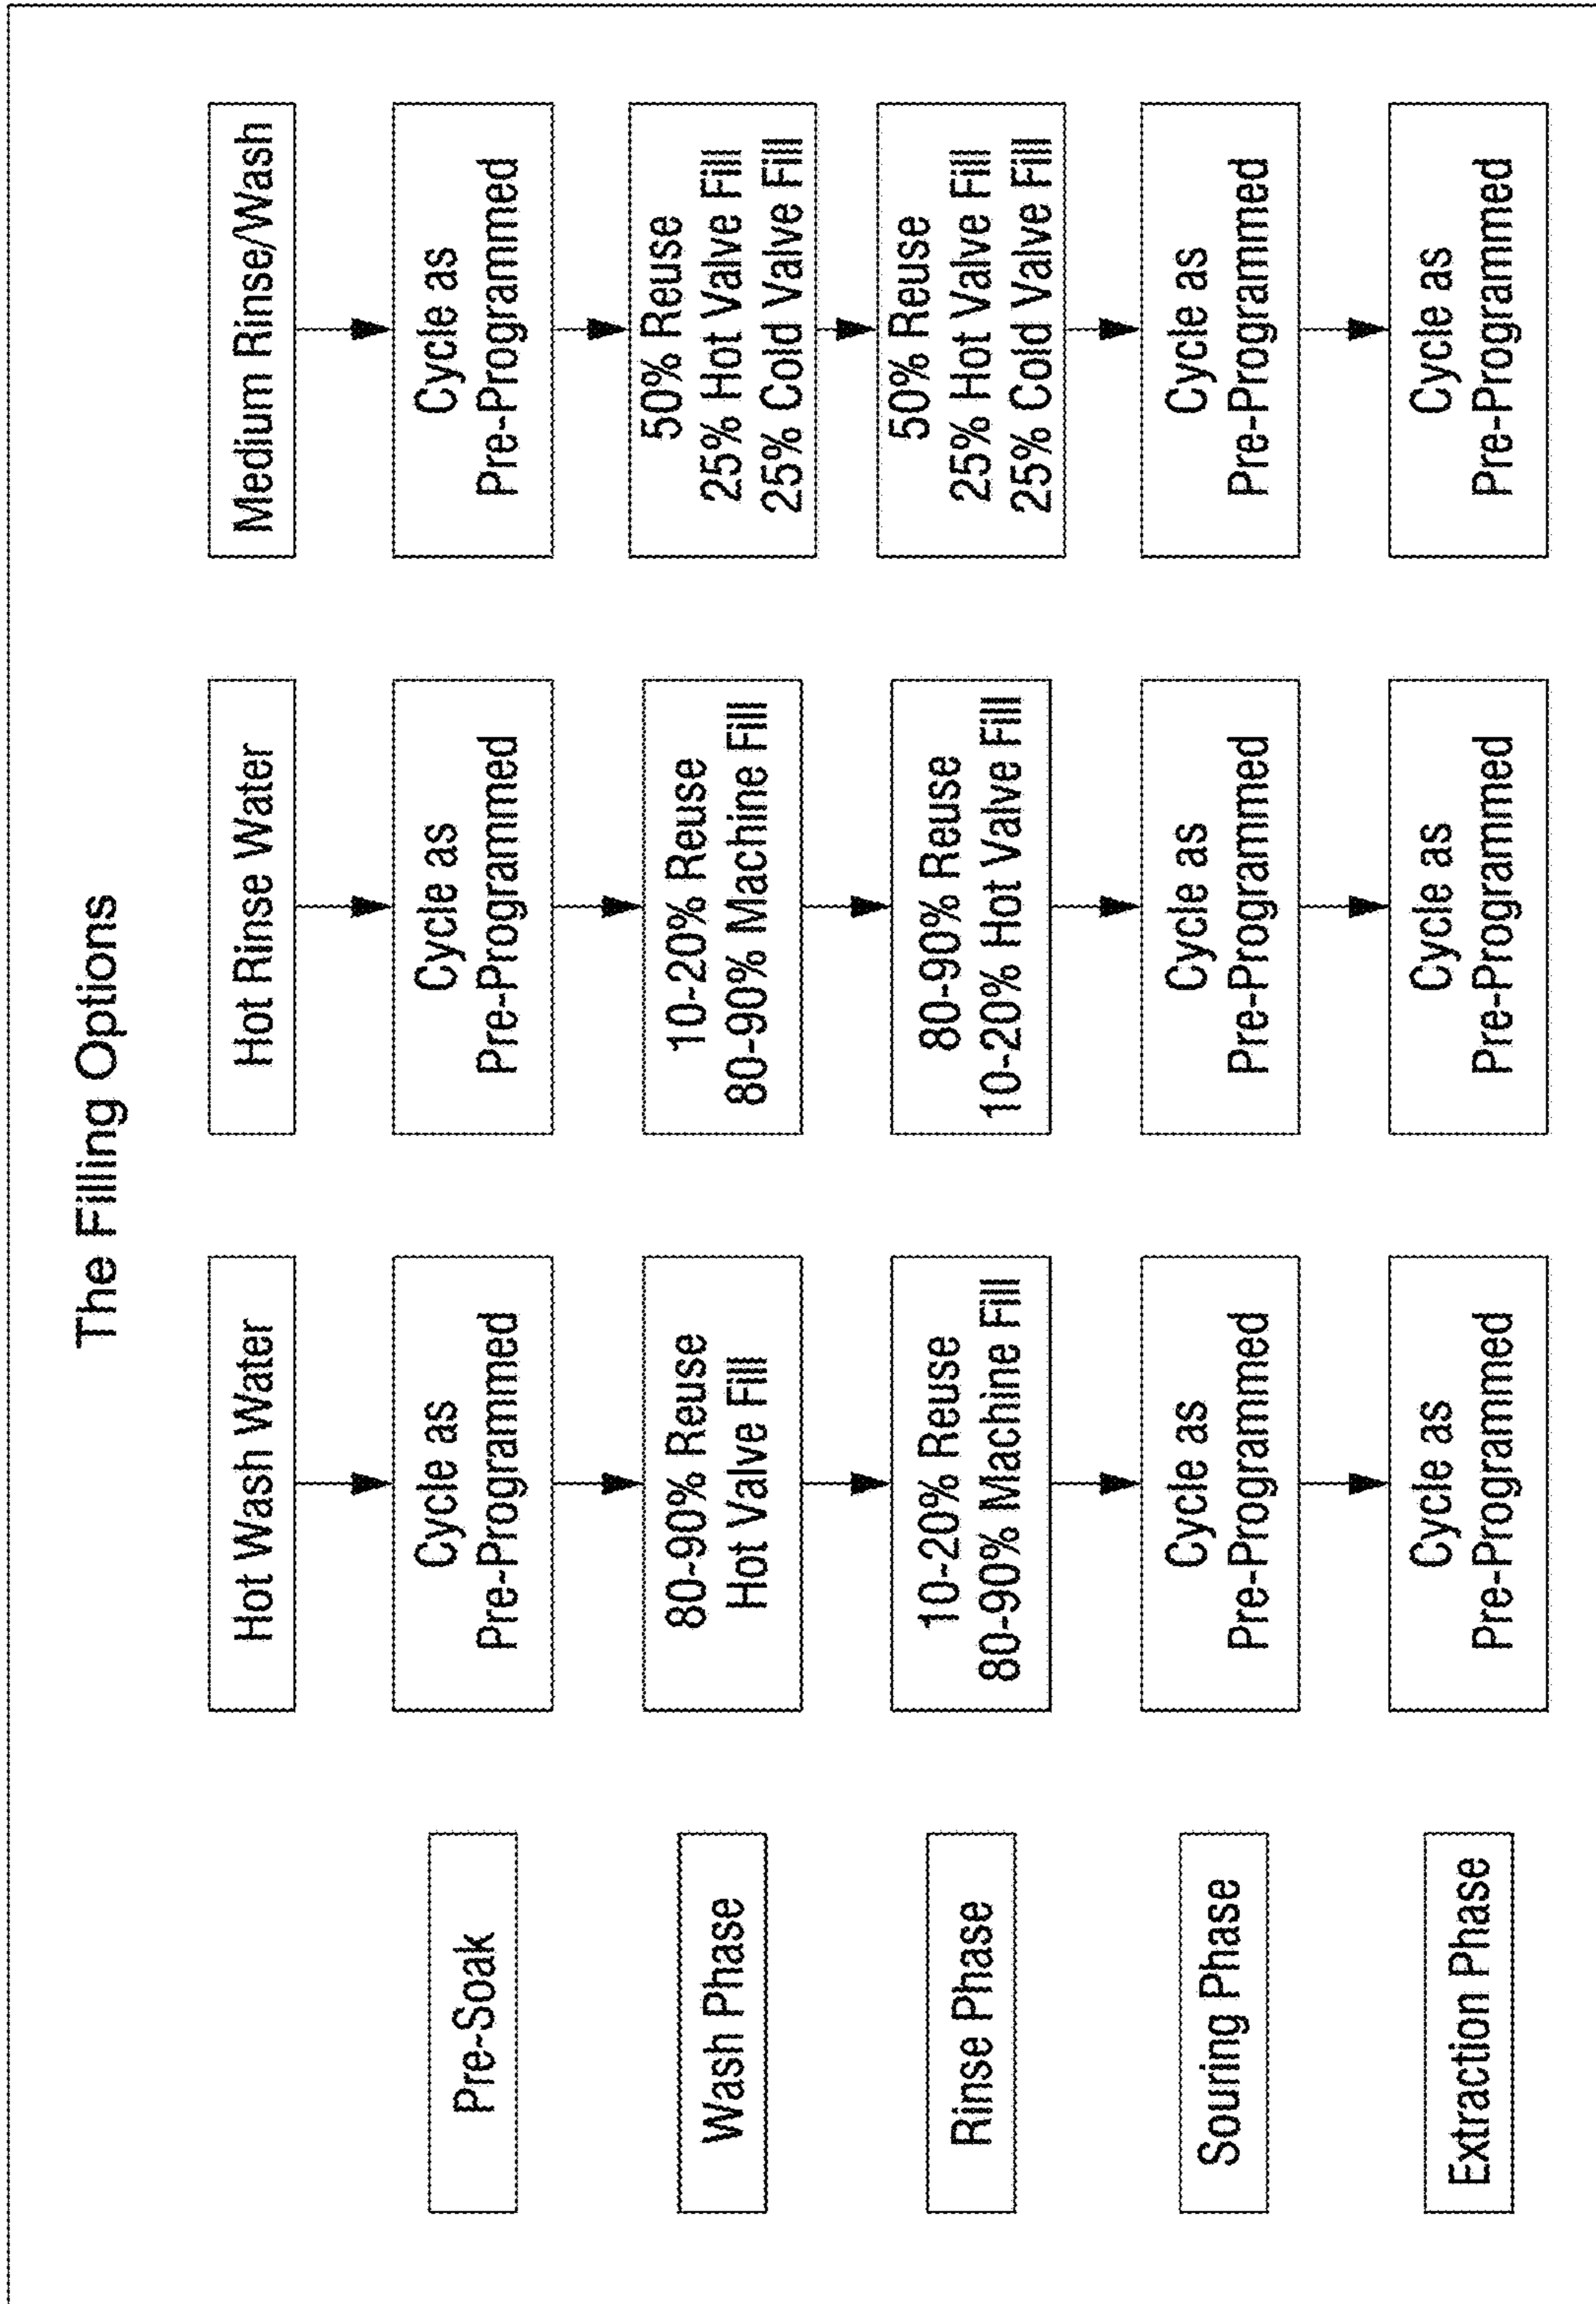 The Filling Options
Hot Wash Water
Hot Rinse Water
Medium Rinse/Wash
Pre-Soak
Cycle as
Pre-Programmed
Cycle as
Pre-Programmed
Cycle as
Pre-Programmed
Wash Phase
80-90% Reuse
Hot Valve Fill
10-20% Reuse
80-90% Machine Fill
50% Reuse
25% Hot Valve Fill
25% Cold Valve Fill
Rinse Phase
10-20% Reuse
80-90% Machine Fill
80-90% Reuse
10-20% Hot Valve Fill
50% Reuse
25% Hot Valve Fill
25% Cold Valve Fill
Souring Phase
Cycle as
Pre-Programmed
Cycle as
Pre-Programmed
Cycle as
Pre-Programmed
Extraction Phase
Cycle as
Pre-Programmed
Cycle as
Pre-Programmed
Cycle as
Pre-Programmed